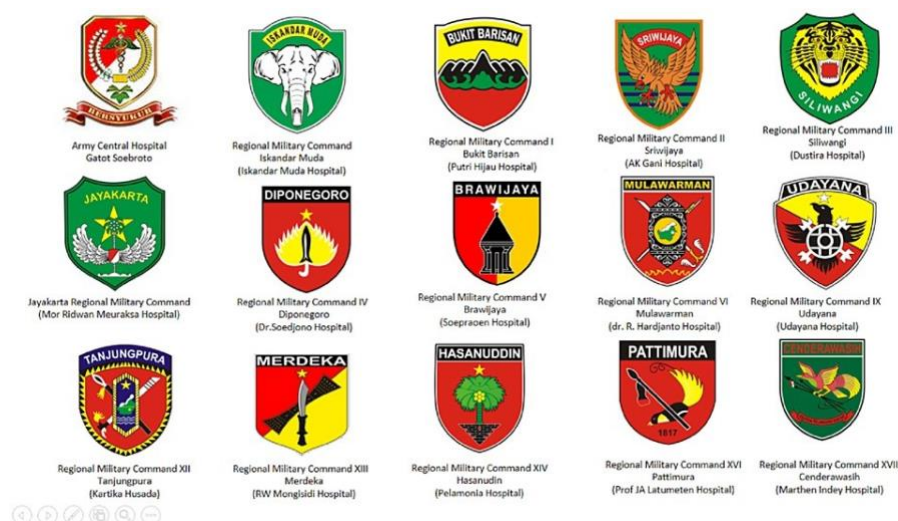 BERSYUKUR
Army Central Hospital
Gatot Soebroto
ISKANDAR MUDA
Regional Military Command
Iskandar Muda
(Iskandar Muda Hospital)
BUKIT BARISAN
Regional Military Command I
Bukit Barisan
(Putri Hijau Hospital)
SRIWIJAYA
Regional Military Command II
Sriwijaya
(AK Gani Hospital)
SILIWANGI
Regional Military Command III
Siliwangi
(Dustira Hospital)
JAYAKARTA
Jayakarta Regional Military Command
(Mor Ridwan Meuraksa Hospital)
DIPONEGORO
Regional Military Command IV
Diponegoro
(Dr.Soedjono Hospital)
BRAWIJAYA
Regional Military Command V
Brawijaya
(Soepraoen Hospital)
MULAWARMAN
Regional Military Command VI
Mulawarman
(dr. R. Hardjanto Hospital)
UDAYANA
Regional Military Command IX
Udayana
(Udayana Hospital)
TANJUNGPURA
Regional Military Command XII
Tanjungpura
(Kartika Husada)
MERDEKA
Regional Military Command XIII
Merdeka
(RW Mongisidi Hospital)
HASANUDDIN
Regional Military Command XIV
Hasanudin
(Pelamonia Hospital)
PATTIMURA
1817
Regional Military Command XVI
Pattimura
(Prof JA Latumeten Hospital)
CENDERAWASIH
Regional Military Command XVII
Cenderawasih
(Marthen Indey Hospital)